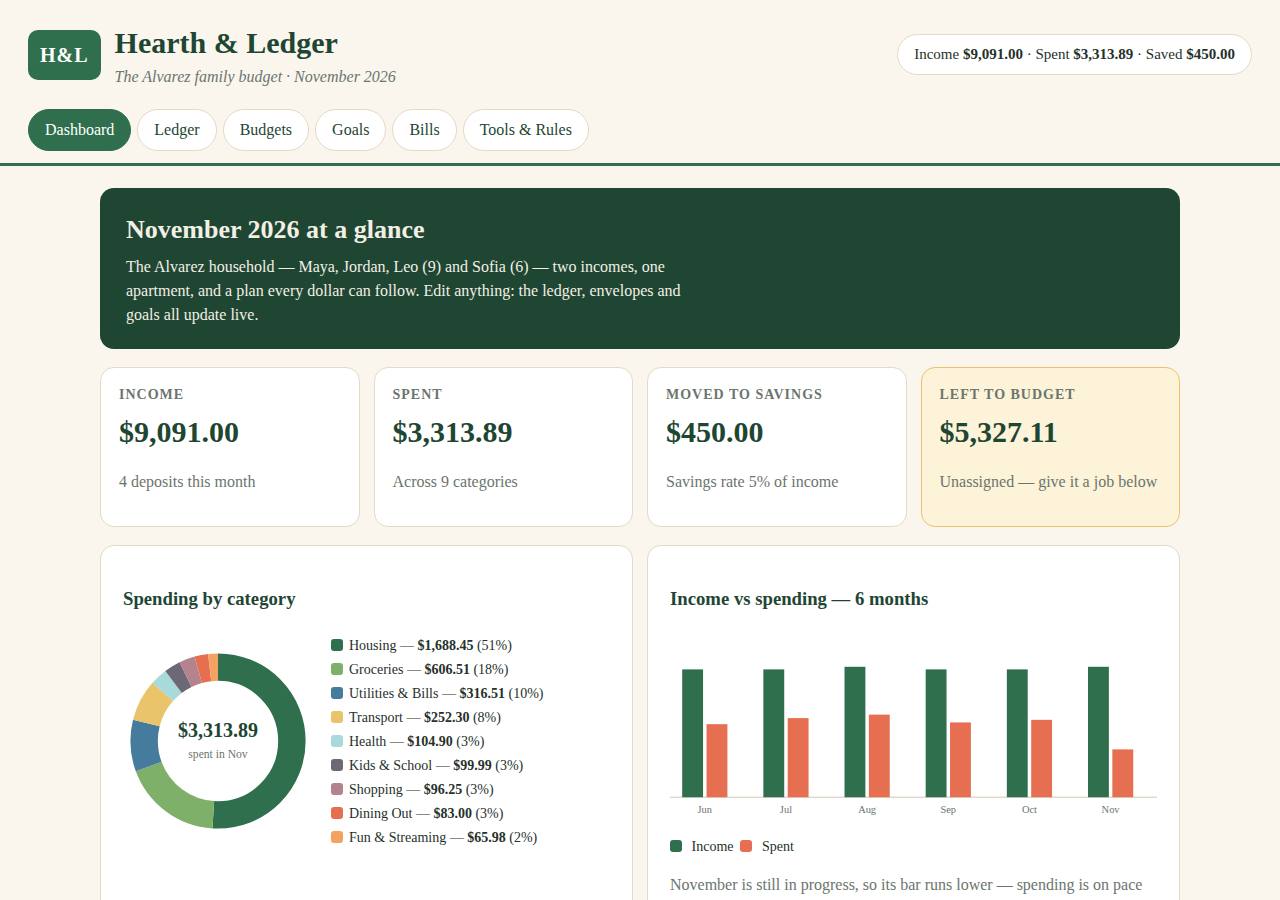 H&L
Hearth & Ledger
The Alvarez family budget · November 2026
Income $9,091.00 · Spent $3,313.89 · Saved $450.00
Dashboard
Ledger
Budgets
Goals
Bills
Tools & Rules
November 2026 at a glance
The Alvarez household — Maya, Jordan, Leo (9) and Sofia (6) — two incomes, one
apartment, and a plan every dollar can follow. Edit anything: the ledger, envelopes and
goals all update live.
INCOME
$9,091.00
4 deposits this month
SPENT
$3,313.89
Across 9 categories
MOVED TO SAVINGS
$450.00
Savings rate 5% of income
LEFT TO BUDGET
$5,327.11
Unassigned — give it a job below
Spending by category
$3,313.89
spent in Nov
Housing — $1,688.45 (51%)
Groceries — $606.51 (18%)
Utilities & Bills — $316.51 (10%)
Transport — $252.30 (8%)
Health — $104.90 (3%)
Kids & School — $99.99 (3%)
Shopping — $96.25 (3%)
Dining Out — $83.00 (3%)
Fun & Streaming — $65.98 (2%)
Income vs spending — 6 months
Jun
Jul
Aug
Sep
Oct
Nov
Income
Spent
November is still in progress, so its bar runs lower — spending is on pace